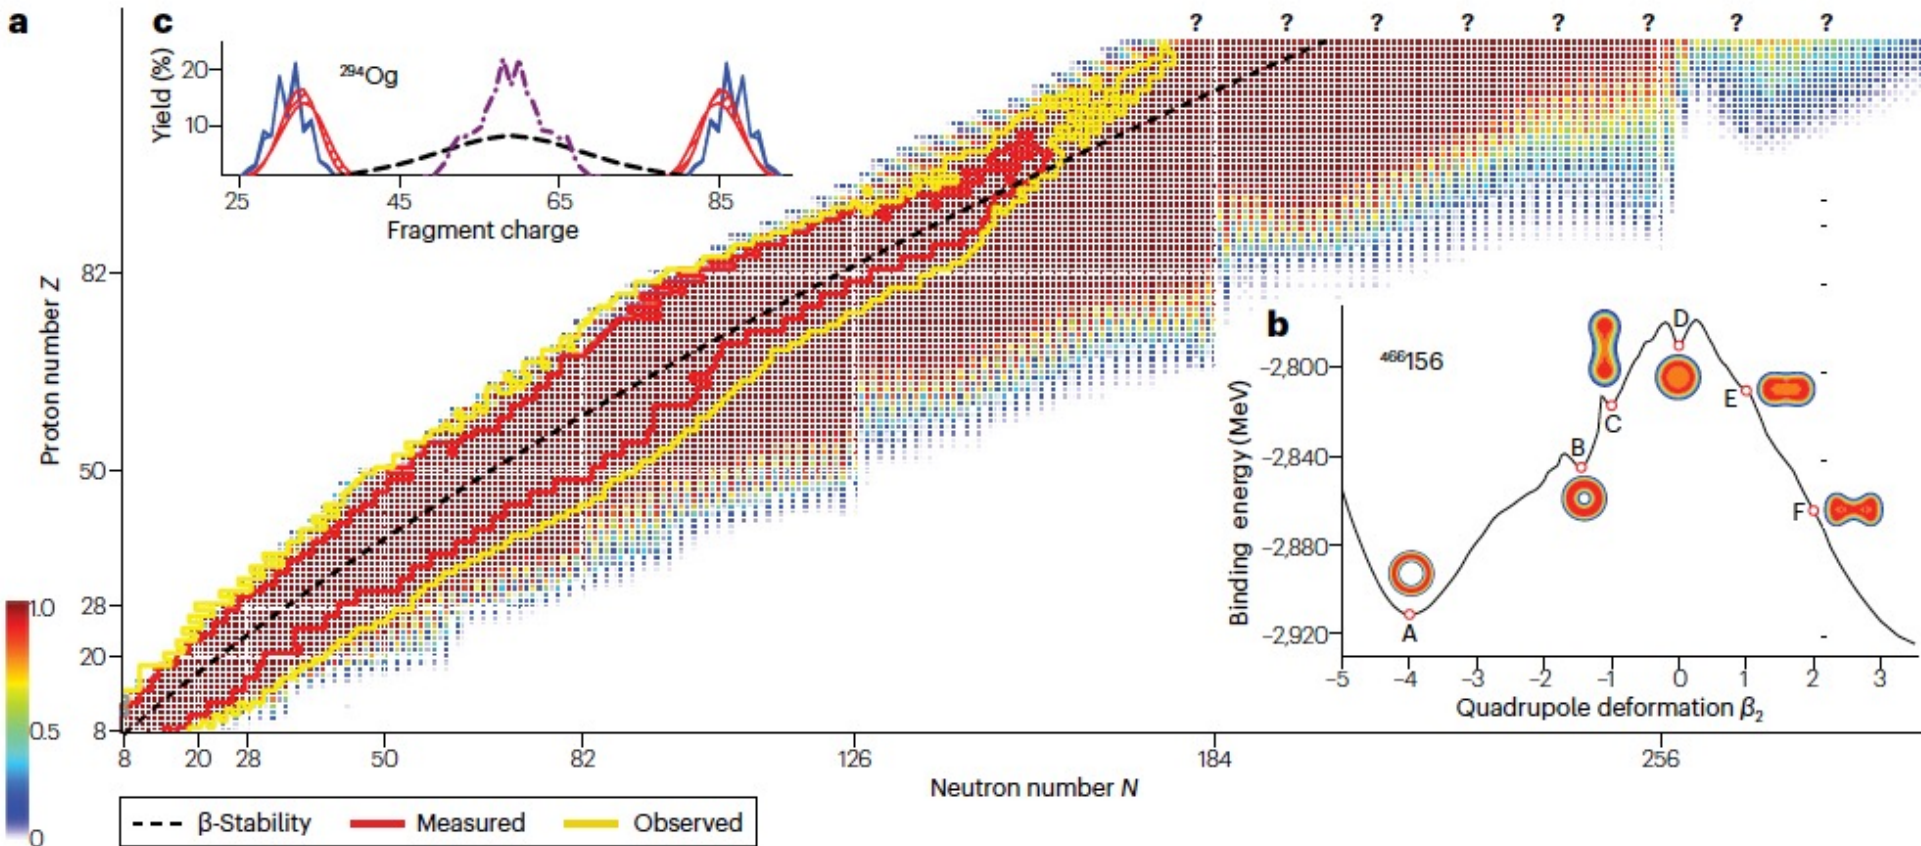 a
c
Yield (%)
20
10
²⁹⁴Og
25 45 65 85
Fragment charge
? ? ? ? ? ? ? ?
Proton number Z
82
50
28
20
8
1.0
0.5
0
8 20 28 50 82 126 184 256
Neutron number N
b
⁴⁶⁶156
Binding energy (MeV)
−2,800
−2,840
−2,880
−2,920
A
B
C
D
E
F
−5 −4 −3 −2 −1 0 1 2 3
Quadrupole deformation β₂
β-Stability Measured Observed